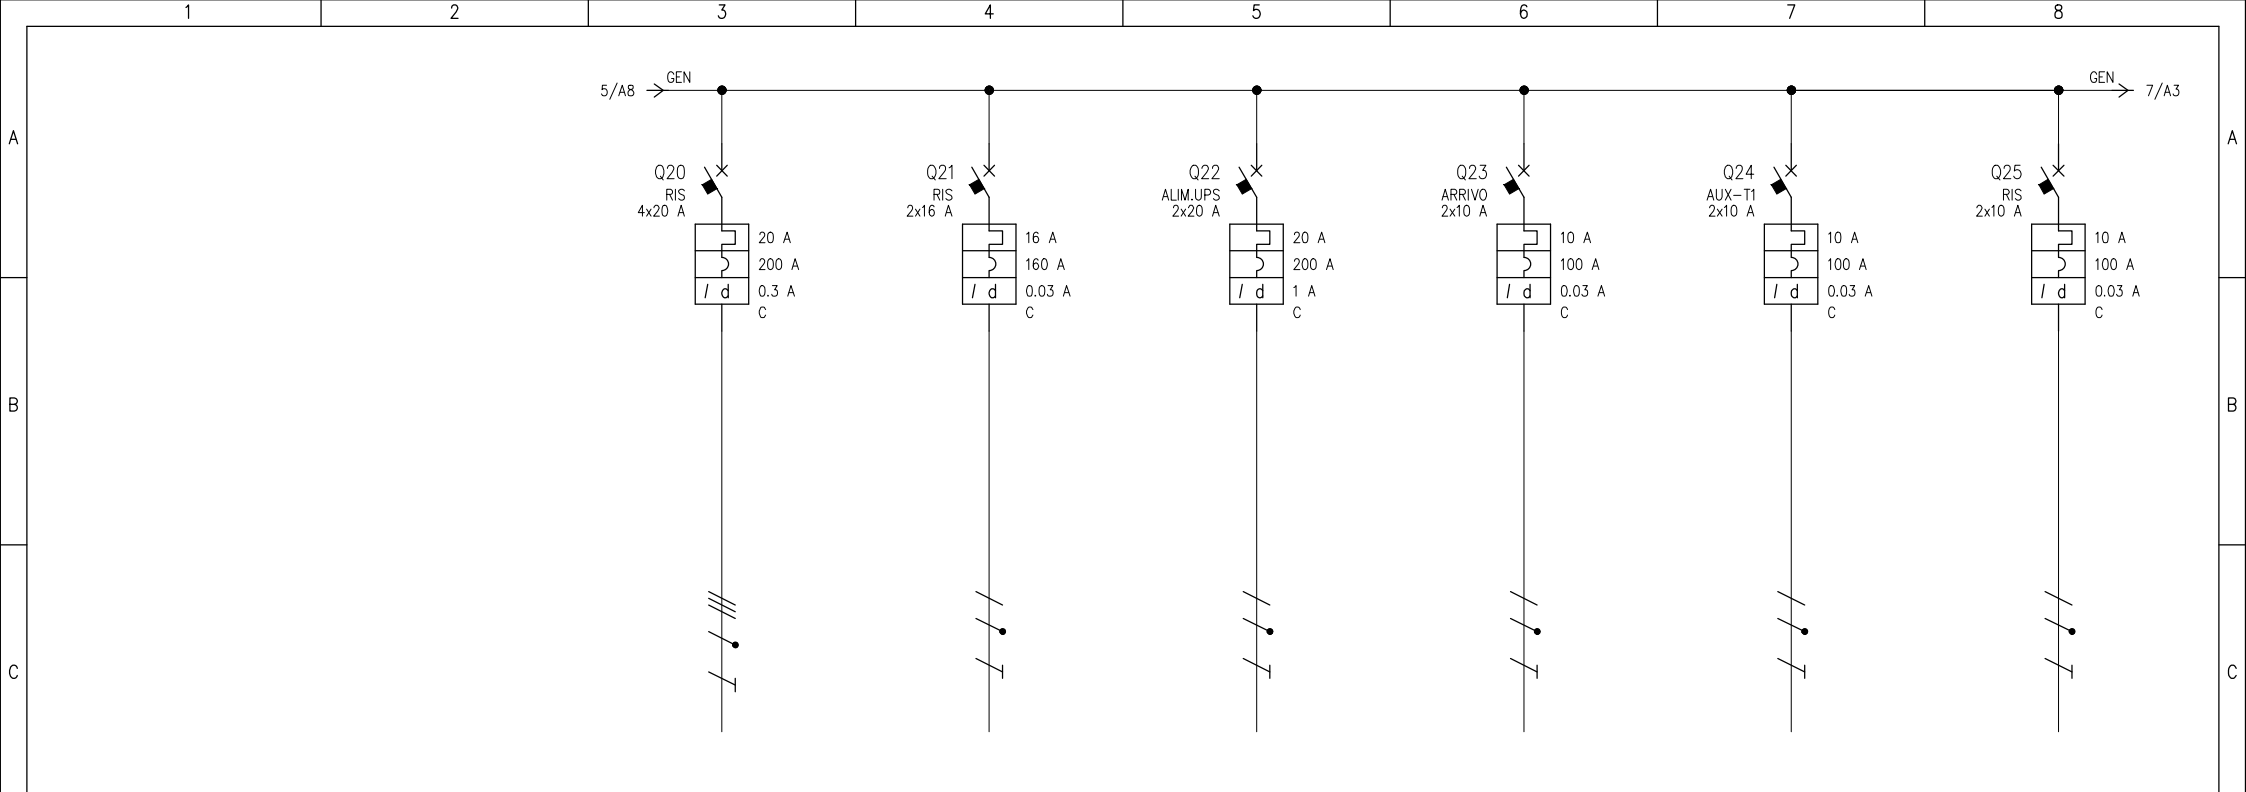 1 2 3 4 5 6 7 8
GEN GEN
5/A8 7/A3
A A
Q20 Q21 Q22 Q23 Q24 Q25
RIS RIS ALIM.UPS ARRIVO AUX-T1 RIS
4x20 A 2x16 A 2x20 A 2x10 A 2x10 A 2x10 A
20 A 16 A 20 A 10 A 10 A 10 A
200 A 160 A 200 A 100 A 100 A 100 A
I d 0.3 A I d 0.03 A I d 1 A I d 0.03 A I d 0.03 A I d 0.03 A
C C C C C C
B B
C C